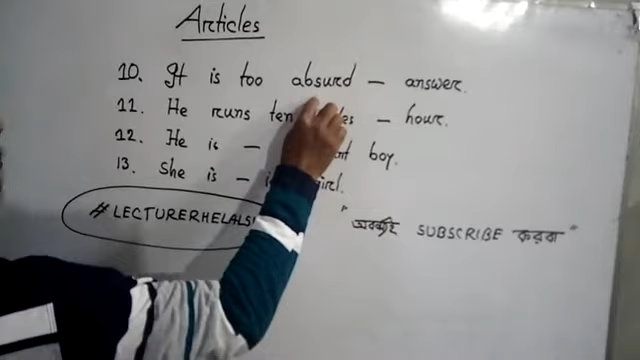 Articles
10. It is too absurd — answer.
11. He runs ten — hour.
12. He is — boy.
13. She is — girl.
" অবশ্যই SUBSCRIBE করবা "